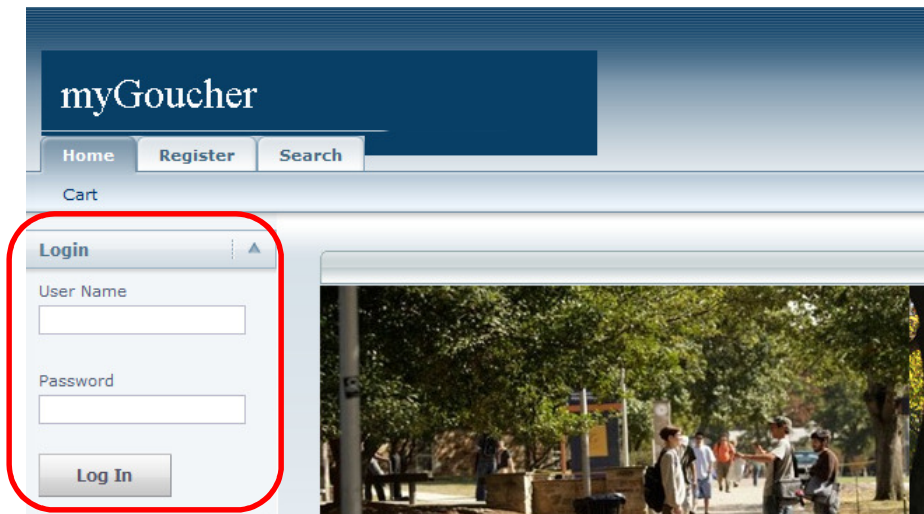 myGoucher
Home Register Search
Cart
Login
User Name
Password
Log In